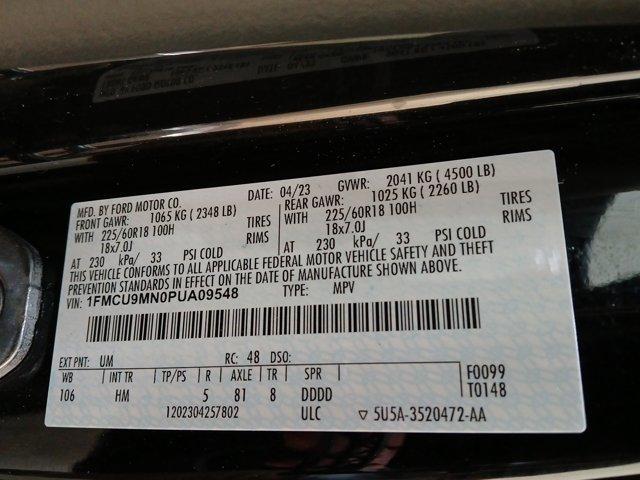 MFD. BY FORD MOTOR CO. DATE: 04/23 GVWR: 2041 KG ( 4500 LB)
FRONT GAWR: 1065 KG ( 2348 LB) REAR GAWR: 1025 KG ( 2260 LB)
WITH 225/60R18 100H TIRES WITH 225/60R18 100H TIRES
18x7.0J RIMS 18x7.0J RIMS
AT 230 kPa/ 33 PSI COLD AT 230 kPa/ 33 PSI COLD
THIS VEHICLE CONFORMS TO ALL APPLICABLE FEDERAL MOTOR VEHICLE SAFETY AND THEFT
PREVENTION STANDARDS IN EFFECT ON THE DATE OF MANUFACTURE SHOWN ABOVE.
VIN: 1FMCU9MN0PUA09548 TYPE: MPV
EXT PNT: UM RC: 48 DSO:
WB INT TR TP/PS R AXLE TR SPR F0099
106 HM 5 81 8 DDDD T0148
1202304257802 ULC ▽ 5U5A-3520472-AA